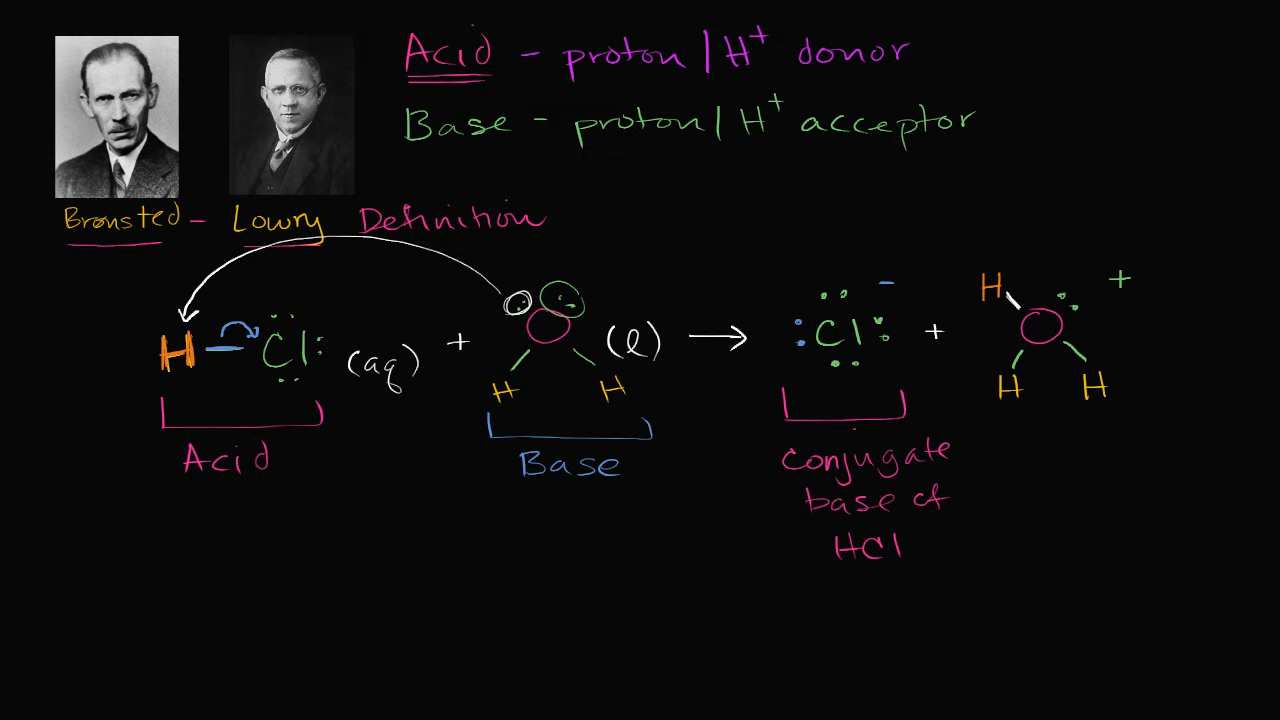 Acid - proton / H+ donor
Base - proton / H+ acceptor
Bronsted - Lowry Definition
H - Cl (aq) + O H H (l) → Cl - + H O H H +
Acid
Base
conjugate
base of
HCl